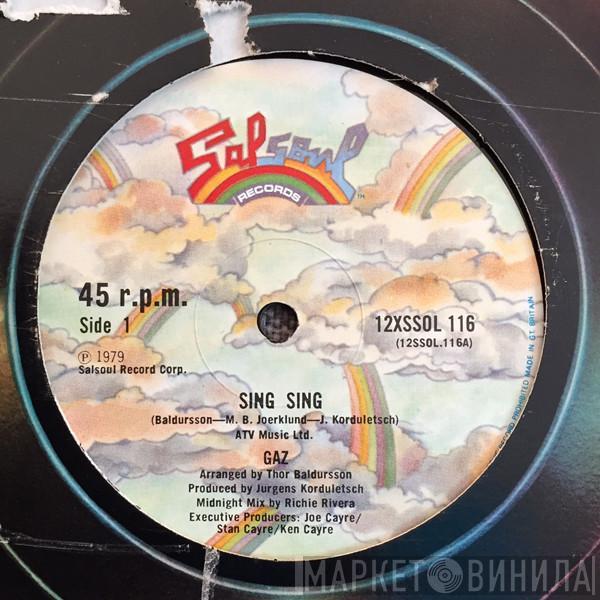 Salsoul
RECORDS
TM
45 r.p.m.
Side 1
℗ 1979
Salsoul Record Corp.
12XSSOL 116
(12SSOL.116A)
SING SING
(Baldursson—M. B. Joerklund—J. Korduletsch)
ATV Music Ltd.
GAZ
Arranged by Thor Baldursson
Produced by Jurgens Korduletsch
Midnight Mix by Richie Rivera
Executive Producers: Joe Cayre/
Stan Cayre/Ken Cayre
PROHIBITED MADE IN GT. BRITAIN
МАРКЕТ ВИНИЛА